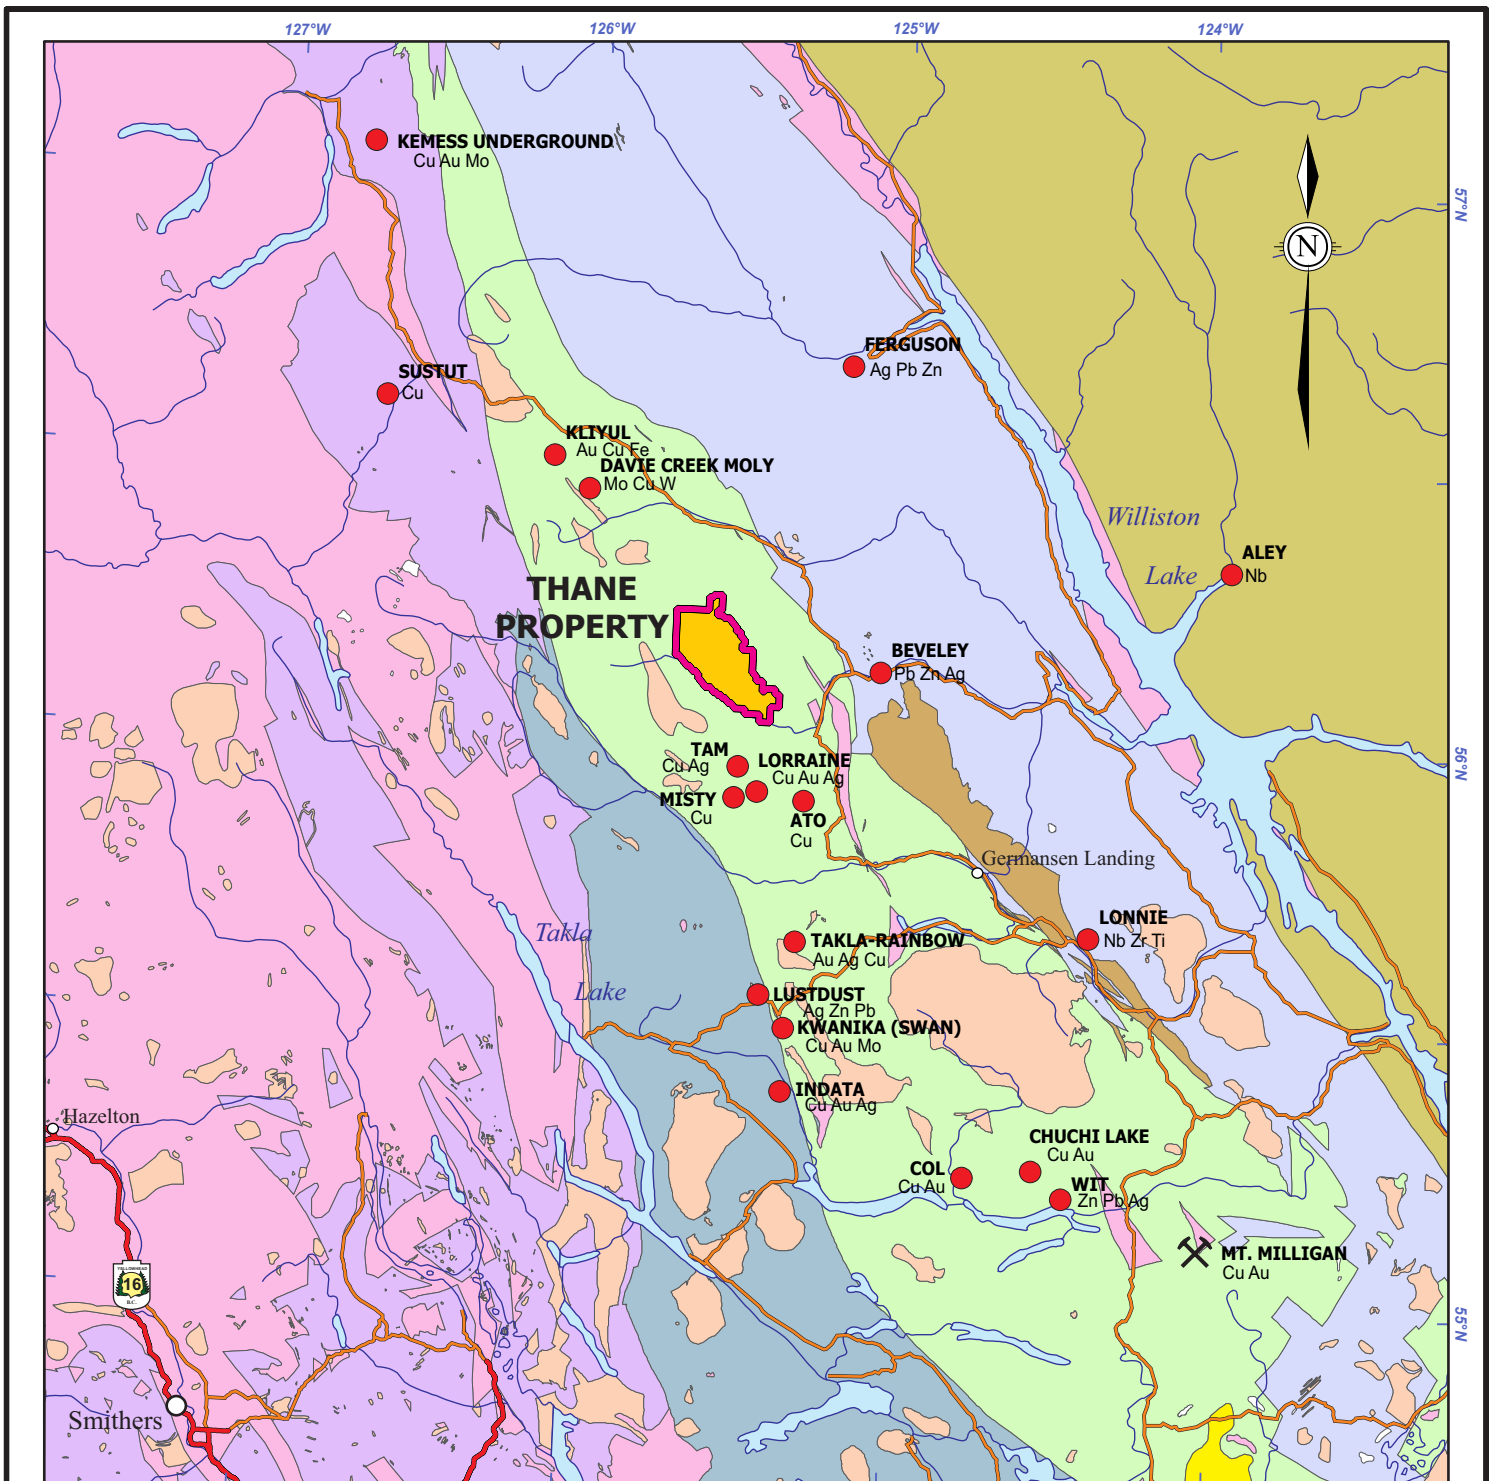 127°W
126°W
125°W
124°W
57°N
KEMESS UNDERGROUND
Cu Au Mo
N
FERGUSON
Ag Pb Zn
SUSTUT
Cu
KLIYUL
Au Cu Fe
DAVIE CREEK MOLY
Mo Cu W
Williston
Lake
ALEY
Nb
THANE
PROPERTY
BEVELEY
Pb Zn Ag
56°N
TAM
Cu Ag
LORRAINE
Cu Au Ag
MISTY
Cu
ATO
Cu
Germansen Landing
LONNIE
Nb Zr Ti
Takla
Lake
TAKLA-RAINBOW
Au Ag Cu
LUSTDUST
Ag Zn Pb
KWANIKA (SWAN)
Cu Au Mo
INDATA
Cu Au Ag
Hazelton
CHUCHI LAKE
Cu Au
COL
Cu Au
WIT
Zn Pb Ag
MT. MILLIGAN
Cu Au
YELLOWHEAD
16
B.C.
55°N
Smithers